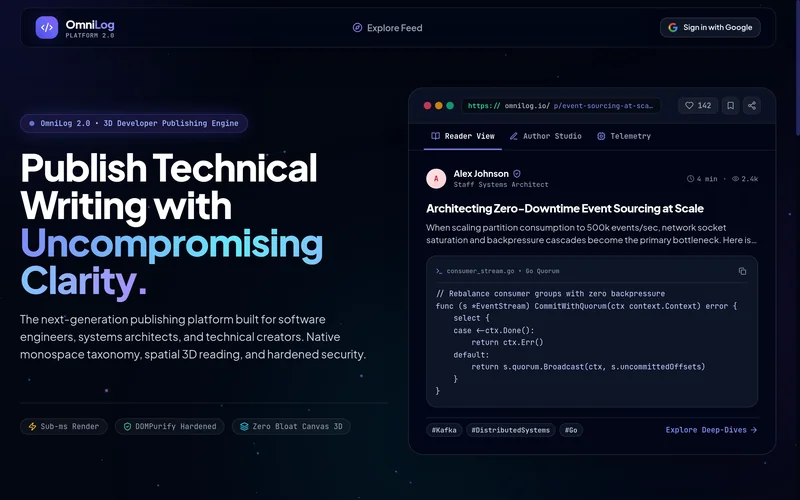 OmniLog
PLATFORM 2.0
Explore Feed
Sign in with Google
OmniLog 2.0 • 3D Developer Publishing Engine
Publish Technical
Writing with
Uncompromising
Clarity.
The next-generation publishing platform built for software
engineers, systems architects, and technical creators. Native
monospace taxonomy, spatial 3D reading, and hardened security.
Sub-ms Render
DOMPurify Hardened
Zero Bloat Canvas 3D
https:// omnilog.io/ p/event-sourcing-at-sca…
142
Reader View
Author Studio
Telemetry
A
Alex Johnson
Staff Systems Architect
4 min · 2.4k
Architecting Zero-Downtime Event Sourcing at Scale
When scaling partition consumption to 500k events/sec, network socket
saturation and backpressure cascades become the primary bottleneck. Here is…
consumer_stream.go • Go Quorum
// Rebalance consumer groups with zero backpressure
func (s *EventStream) CommitWithQuorum(ctx context.Context) error {
select {
case <-ctx.Done():
return ctx.Err()
default:
return s.quorum.Broadcast(ctx, s.uncommittedOffsets)
}
}
#Kafka
#DistributedSystems
#Go
Explore Deep-Dives →